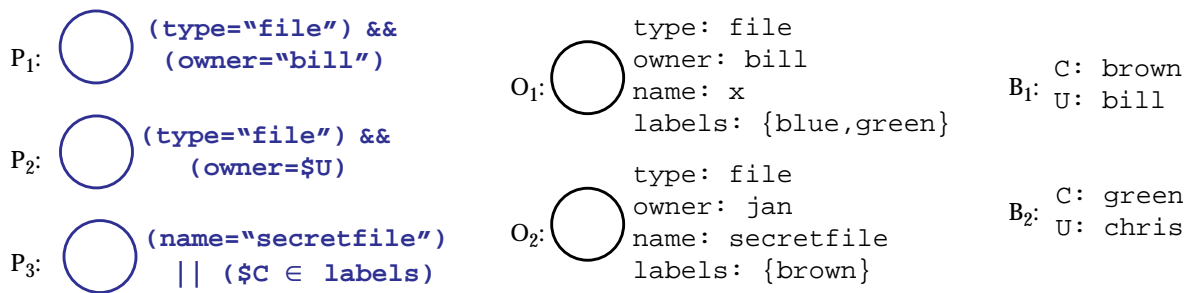 P1: (type=“file”) &&
(owner=“bill”)
P2: (type=“file”) &&
(owner=$U)
P3: (name=“secretfile”)
|| ($C ∈ labels)
O1: type: file
owner: bill
name: x
labels: {blue,green}
O2: type: file
owner: jan
name: secretfile
labels: {brown}
B1: C: brown
U: bill
B2: C: green
U: chris